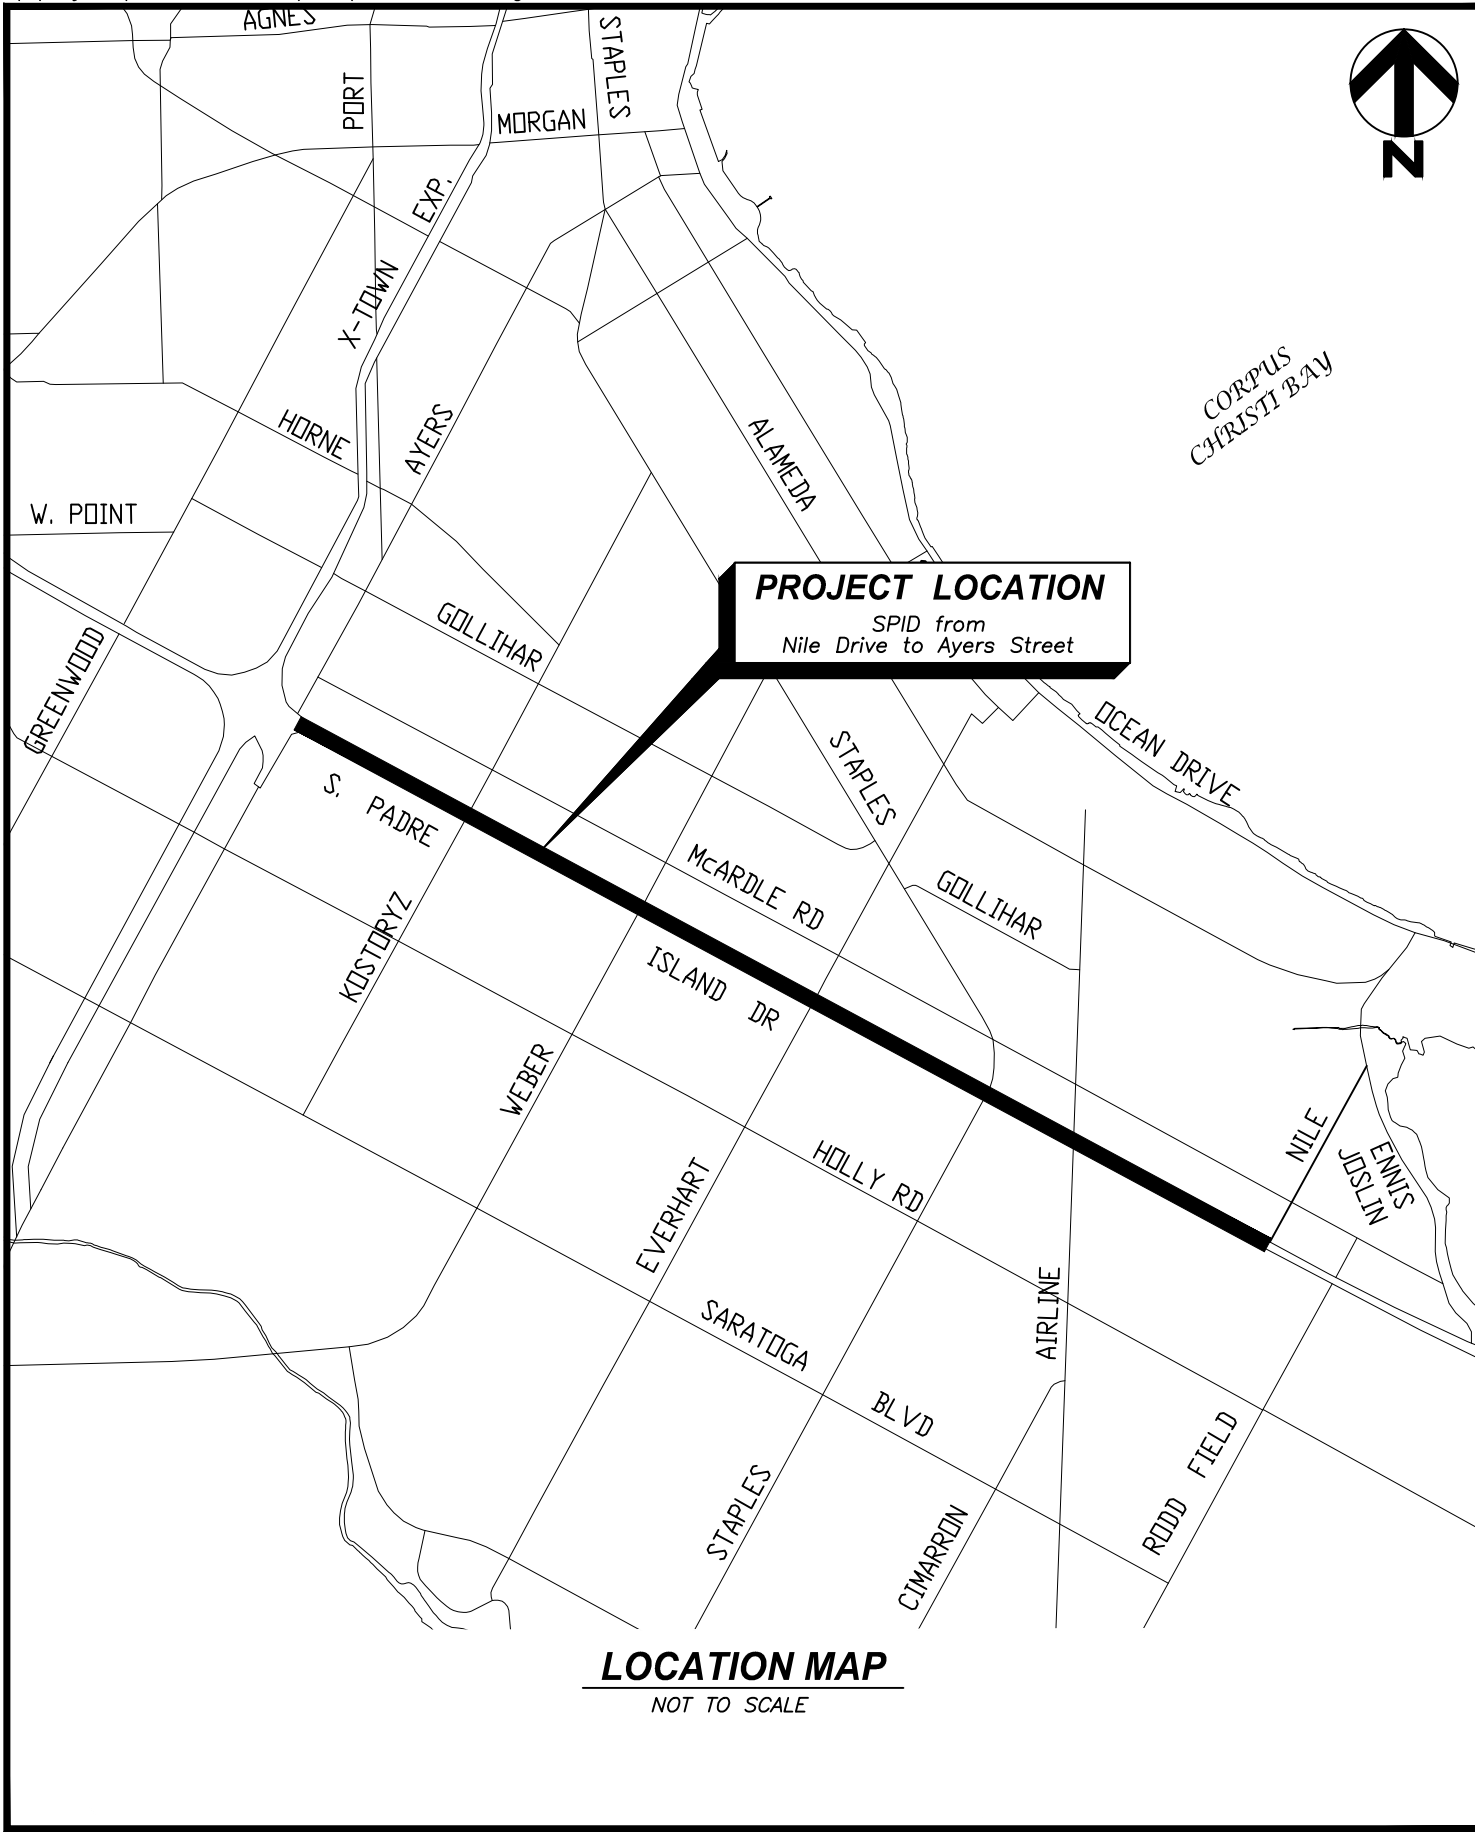 AGNES
STAPLES
PORT
MORGAN
N
EXP.
X-TOWN
CORPUS
CHRISTI BAY
HORNE
AYERS
ALAMEDA
W. POINT
PROJECT LOCATION
SPID from
Nile Drive to Ayers Street
GOLLIHAR
GREENWOOD
OCEAN DRIVE
STAPLES
S. PADRE
McARDLE RD
GOLLIHAR
KOSTORYZ
ISLAND DR
WEBER
NILE
ENNIS
JOSLIN
HOLLY RD
EVERHART
AIRLINE
SARATOGA
BLVD
RODD FIELD
STAPLES
CIMARRON
LOCATION MAP
NOT TO SCALE